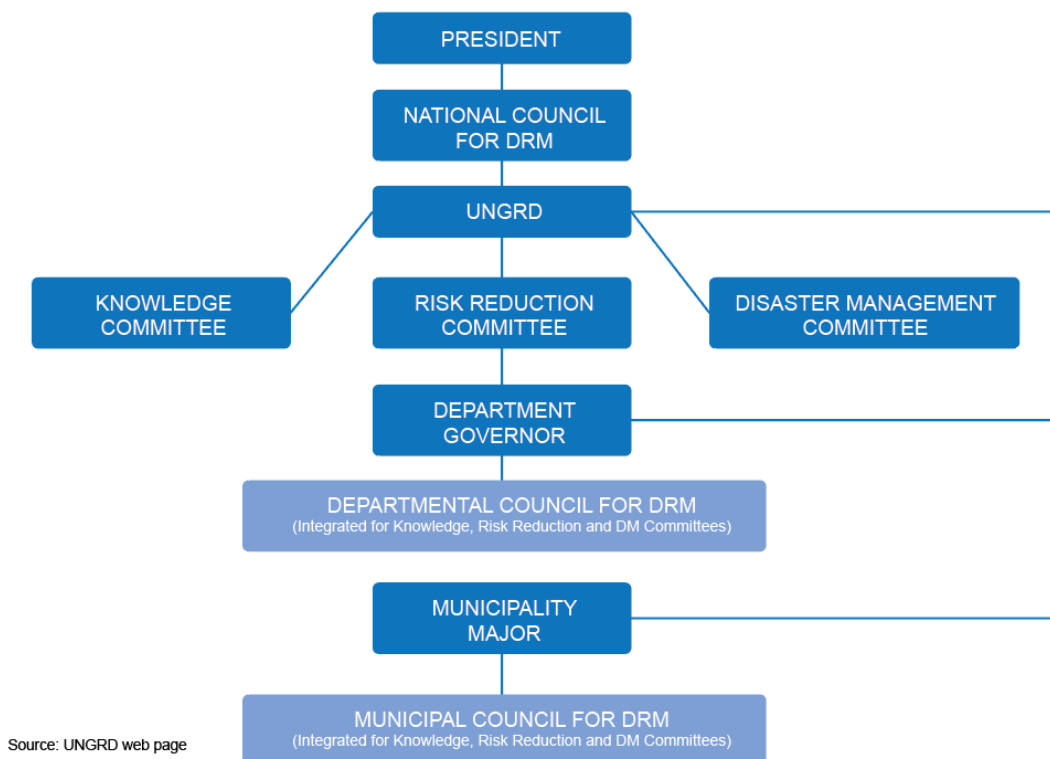 PRESIDENT
NATIONAL COUNCIL
FOR DRM
UNGRD
KNOWLEDGE
COMMITTEE
RISK REDUCTION
COMMITTEE
DISASTER MANAGEMENT
COMMITTEE
DEPARTMENT
GOVERNOR
DEPARTMENTAL COUNCIL FOR DRM
(Integrated for Knowledge, Risk Reduction and DM Committees)
MUNICIPALITY
MAJOR
MUNICIPAL COUNCIL FOR DRM
(Integrated for Knowledge, Risk Reduction and DM Committees)
Source: UNGRD web page